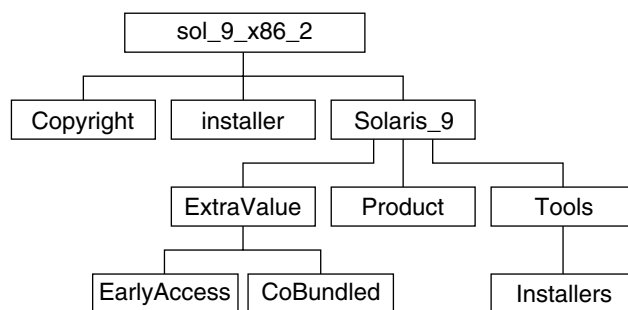 sol_9_x86_2
Copyright
installer
Solaris_9
ExtraValue
Product
Tools
EarlyAccess
CoBundled
Installers